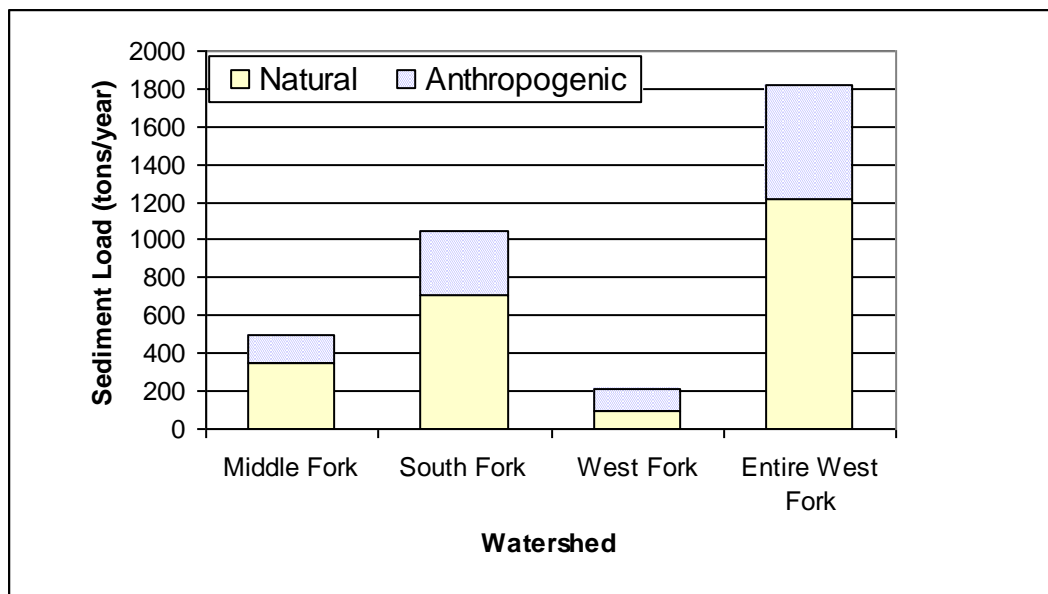 Natural Anthropogenic
Sediment Load (tons/year)
2000
1800
1600
1400
1200
1000
800
600
400
200
0
Middle Fork South Fork West Fork Entire West
Fork
Watershed